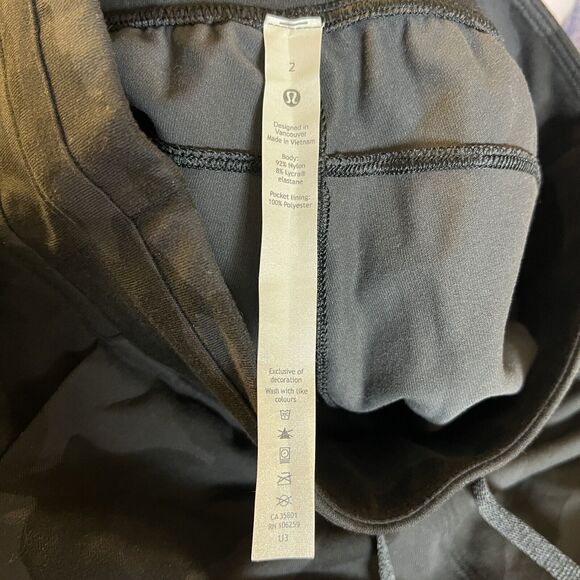 2
Designed in
Vancouver
Made in Vietnam
Body:
92% Nylon
8% Lycra®
elastane
Pocket lining:
100% Polyester
Exclusive of
decoration
Wash with like
colours
CA 35801
RN 106259
U3